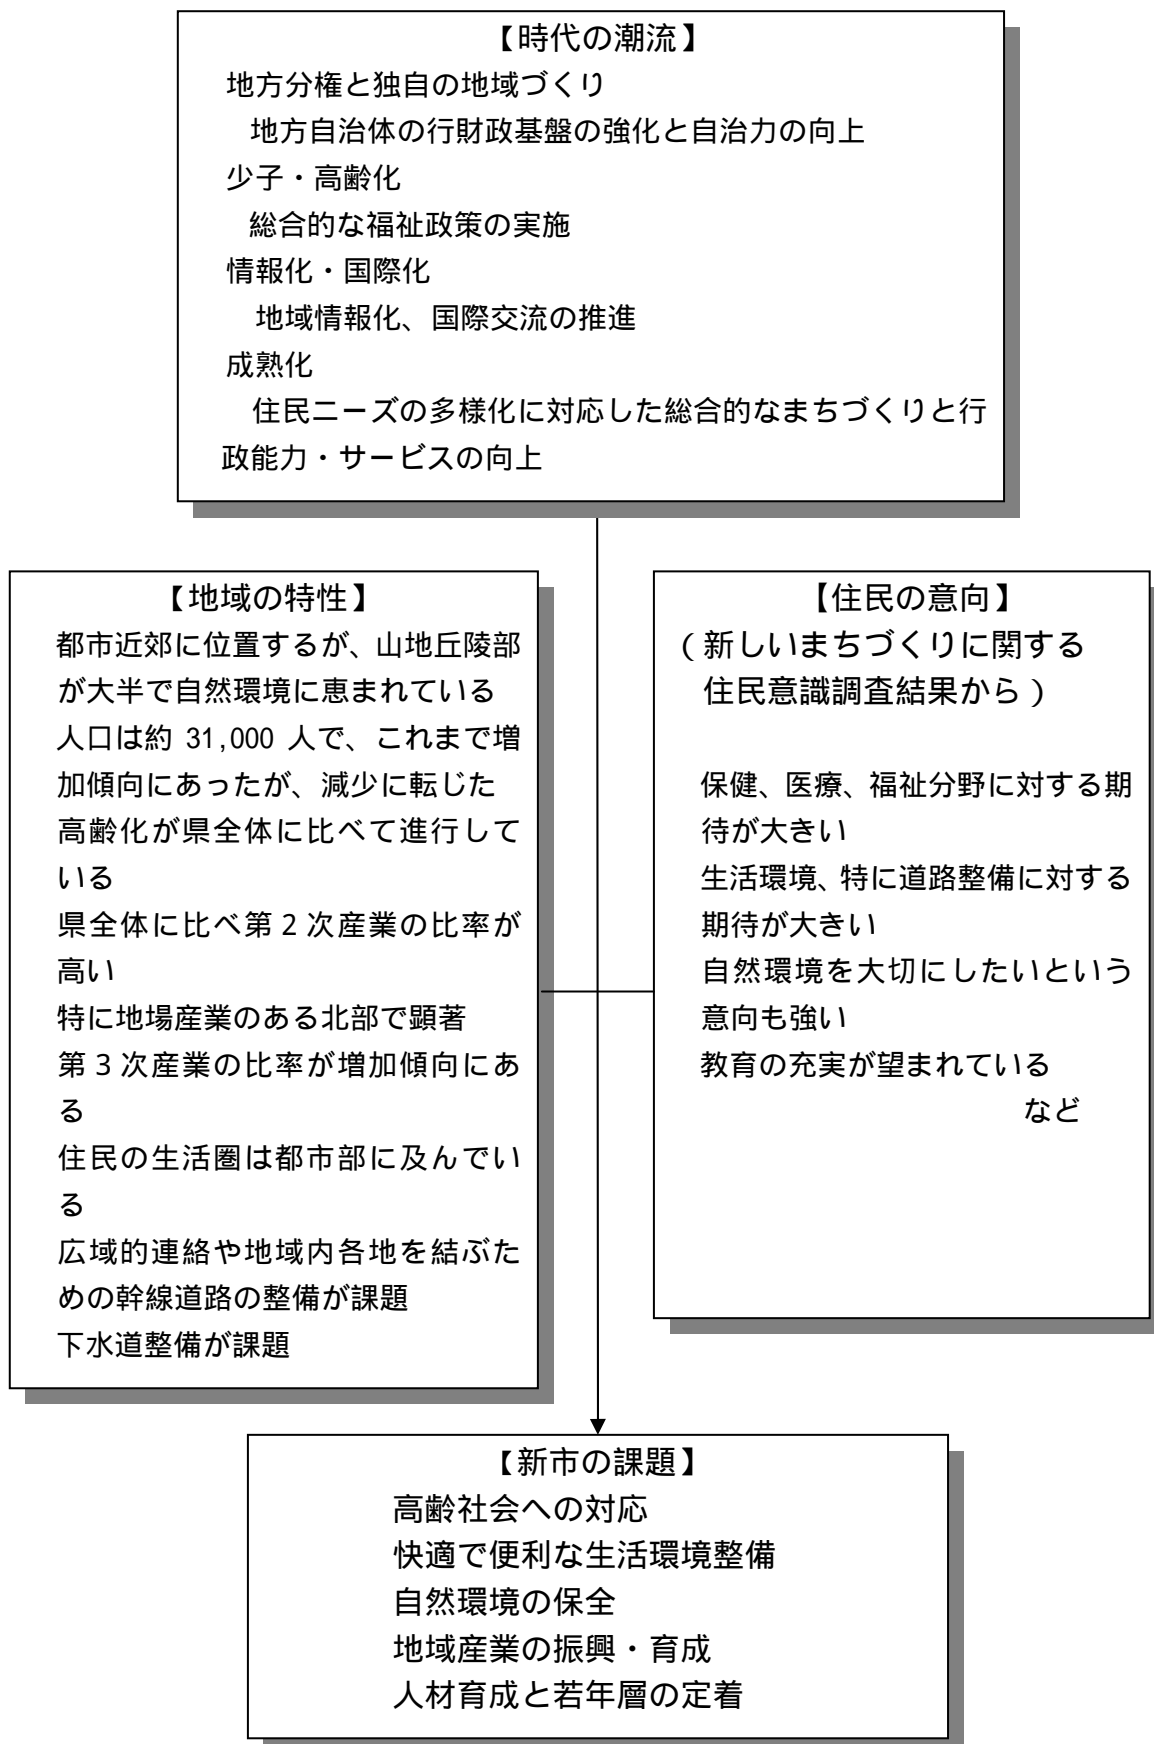 【時代の潮流】
地方分権と独自の地域づくり
地方自治体の行財政基盤の強化と自治力の向上
少子・高齢化
総合的な福祉政策の実施
情報化・国際化
地域情報化、国際交流の推進
成熟化
住民ニーズの多様化に対応した総合的なまちづくりと行
政能力・サービスの向上
【地域の特性】
都市近郊に位置するが、山地丘陵部
が大半で自然環境に恵まれている
人口は約 31,000 人で、これまで増
加傾向にあったが、減少に転じた
高齢化が県全体に比べて進行して
いる
県全体に比べ第２次産業の比率が
高い
特に地場産業のある北部で顕著
第３次産業の比率が増加傾向にあ
る
住民の生活圏は都市部に及んでい
る
広域的連絡や地域内各地を結ぶた
めの幹線道路の整備が課題
下水道整備が課題
【住民の意向】
（新しいまちづくりに関する
住民意識調査結果から）
保健、医療、福祉分野に対する期
待が大きい
生活環境、特に道路整備に対する
期待が大きい
自然環境を大切にしたいという
意向も強い
教育の充実が望まれている
など
【新市の課題】
高齢社会への対応
快適で便利な生活環境整備
自然環境の保全
地域産業の振興・育成
人材育成と若年層の定着